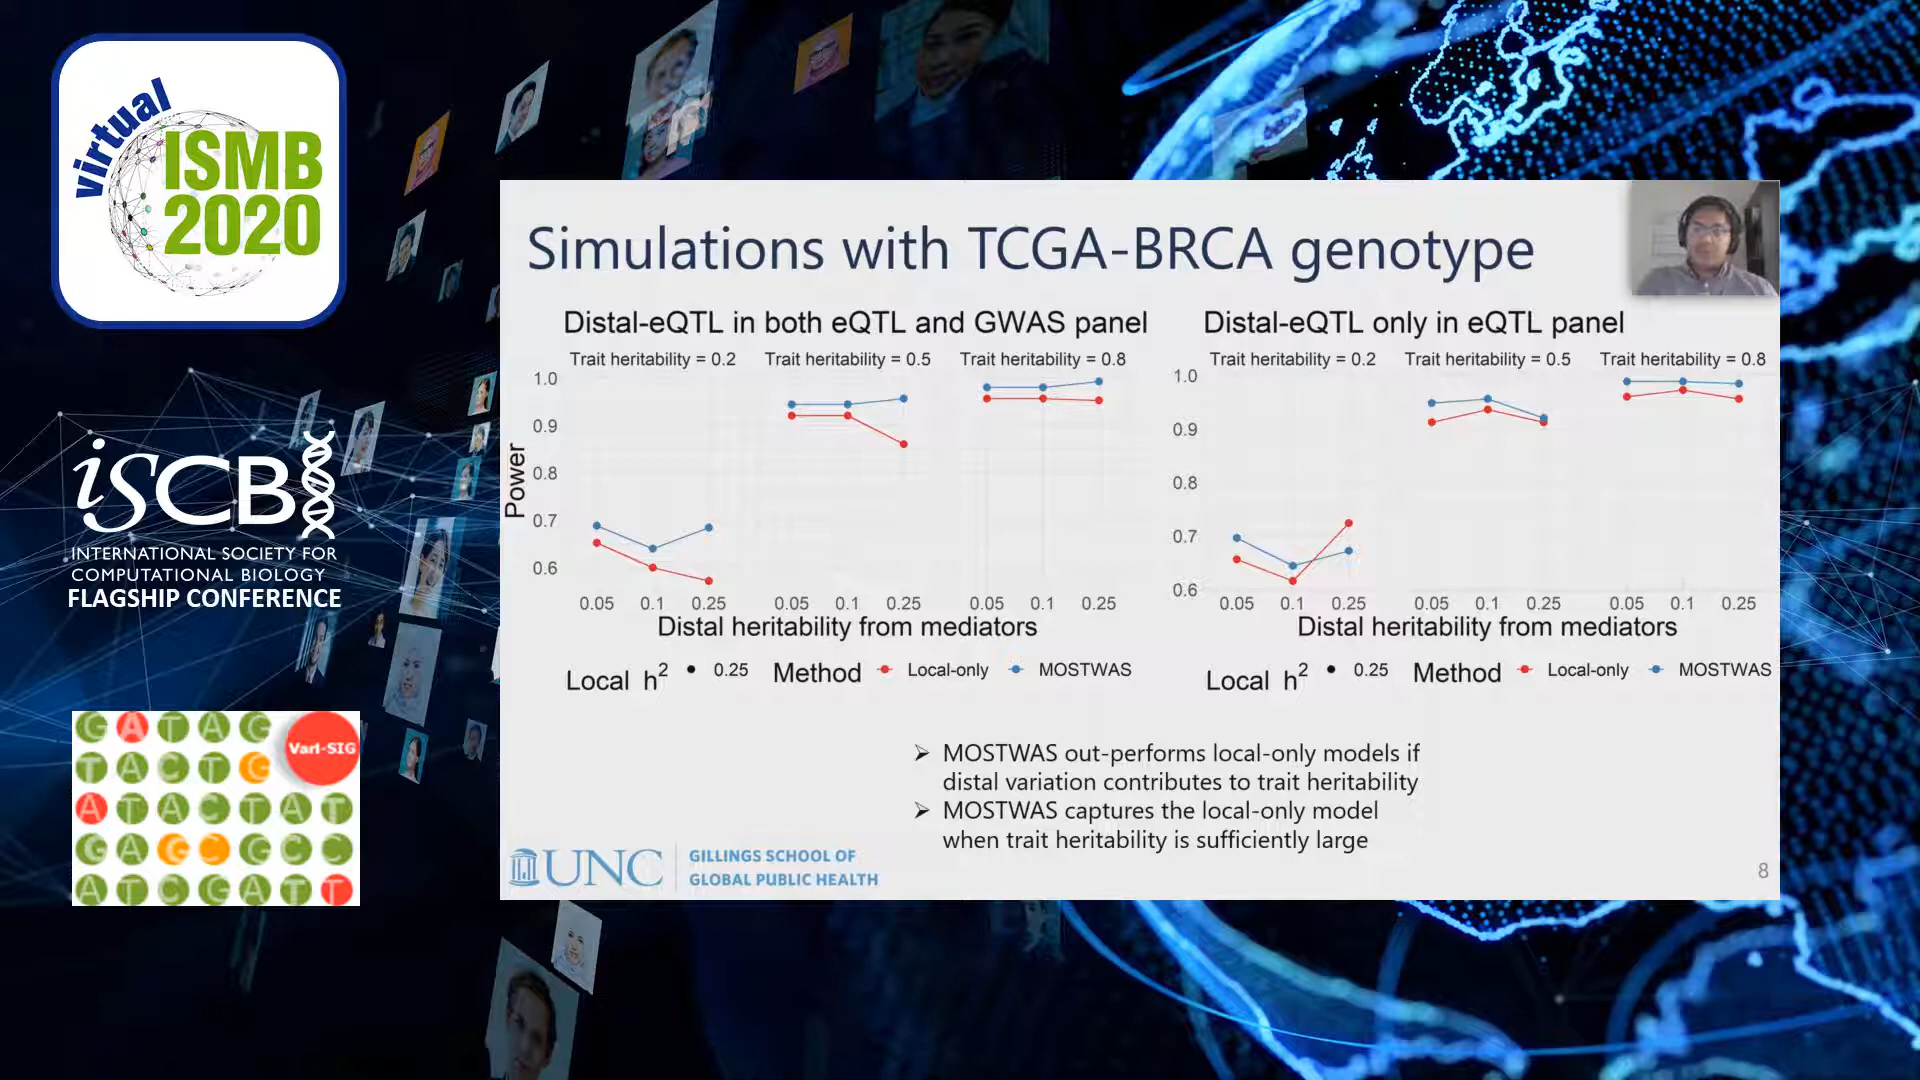 virtual
ISMB
2020
iSCB
INTERNATIONAL SOCIETY FOR
COMPUTATIONAL BIOLOGY
FLAGSHIP CONFERENCE
GATAG
VarI-SIG
TACTG
ATACTAT
GAGCGCC
ATCGATT
Simulations with TCGA-BRCA genotype
Distal-eQTL in both eQTL and GWAS panel
Trait heritability = 0.2 Trait heritability = 0.5 Trait heritability = 0.8
1.0
0.9
0.8
0.7
0.6
Power
0.05 0.1 0.25 0.05 0.1 0.25 0.05 0.1 0.25
Distal heritability from mediators
Local h² 0.25 Method Local-only MOSTWAS
Distal-eQTL only in eQTL panel
Trait heritability = 0.2 Trait heritability = 0.5 Trait heritability = 0.8
1.0
0.9
0.8
0.7
0.6
0.05 0.1 0.25 0.05 0.1 0.25 0.05 0.1 0.25
Distal heritability from mediators
Local h² 0.25 Method Local-only MOSTWAS
➢ MOSTWAS out-performs local-only models if
distal variation contributes to trait heritability
➢ MOSTWAS captures the local-only model
when trait heritability is sufficiently large
UNC
GILLINGS SCHOOL OF
GLOBAL PUBLIC HEALTH
8